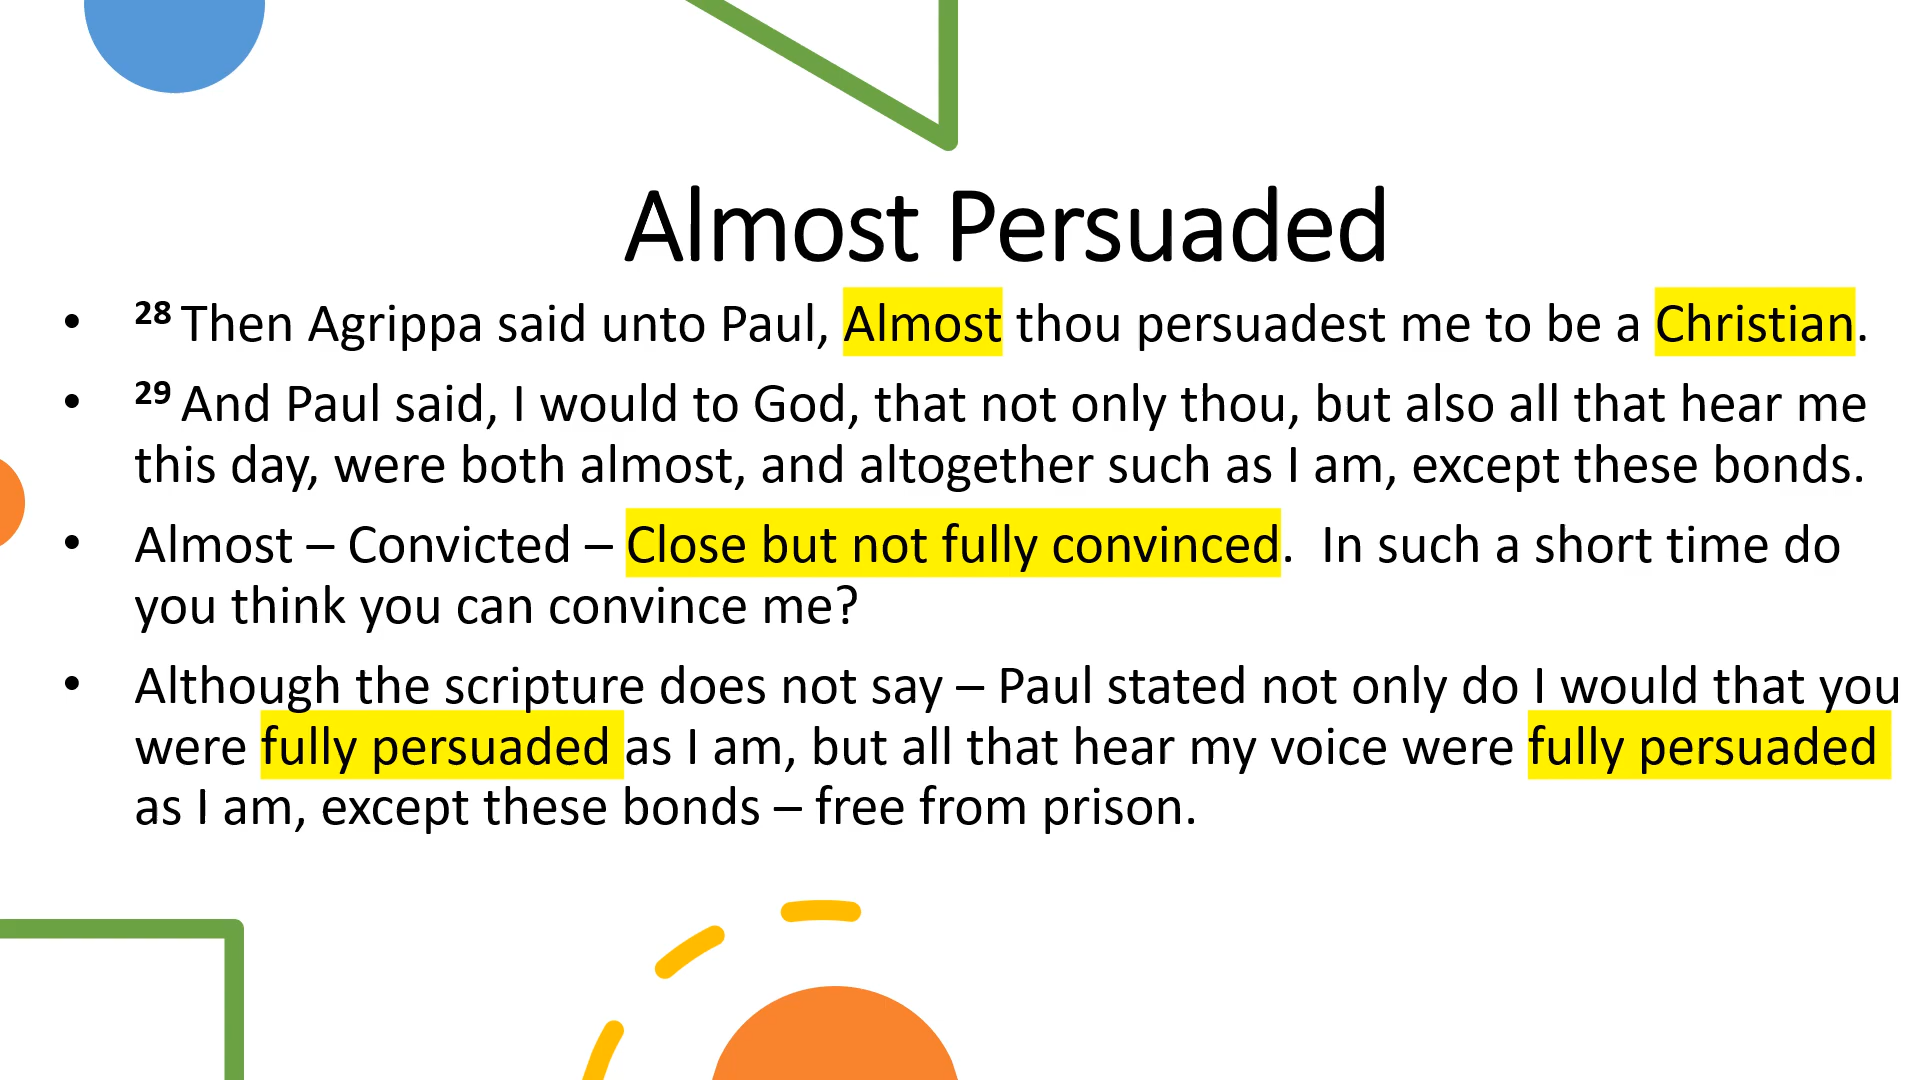 Almost Persuaded
• 28 Then Agrippa said unto Paul, Almost thou persuadest me to be a Christian.
• 29 And Paul said, I would to God, that not only thou, but also all that hear me
this day, were both almost, and altogether such as I am, except these bonds.
• Almost – Convicted – Close but not fully convinced.  In such a short time do
you think you can convince me?
• Although the scripture does not say – Paul stated not only do I would that you
were fully persuaded as I am, but all that hear my voice were fully persuaded
as I am, except these bonds – free from prison.